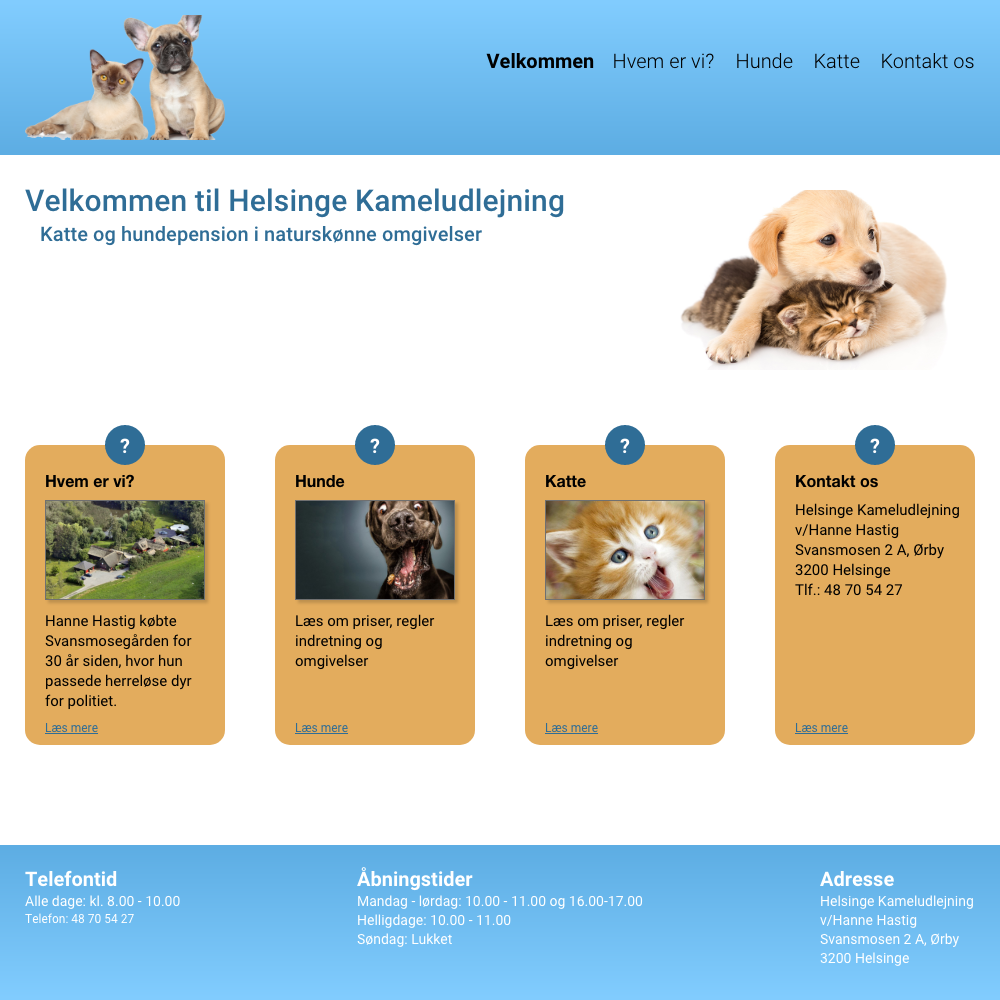 Velkommen Hvem er vi? Hunde Katte Kontakt os
Velkommen til Helsinge Kameludlejning
Katte og hundepension i naturskønne omgivelser
?
Hvem er vi?
Hanne Hastig købte
Svansmosegården for
30 år siden, hvor hun
passede herreløse dyr
for politiet.
Læs mere
?
Hunde
Læs om priser, regler
indretning og
omgivelser
Læs mere
?
Katte
Læs om priser, regler
indretning og
omgivelser
Læs mere
?
Kontakt os
Helsinge Kameludlejning
v/Hanne Hastig
Svansmosen 2 A, Ørby
3200 Helsinge
Tlf.: 48 70 54 27
Læs mere
Telefontid
Alle dage: kl. 8.00 - 10.00
Telefon: 48 70 54 27
Åbningstider
Mandag - lørdag: 10.00 - 11.00 og 16.00-17.00
Helligdage: 10.00 - 11.00
Søndag: Lukket
Adresse
Helsinge Kameludlejning
v/Hanne Hastig
Svansmosen 2 A, Ørby
3200 Helsinge